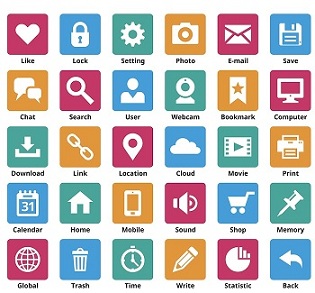 Like Lock Setting Photo E-mail Save
Chat Search User Webcam Bookmark Computer
Download Link Location Cloud Movie Print
31
Calendar Home Mobile Sound Shop Memory
Global Trash Time Write Statistic Back